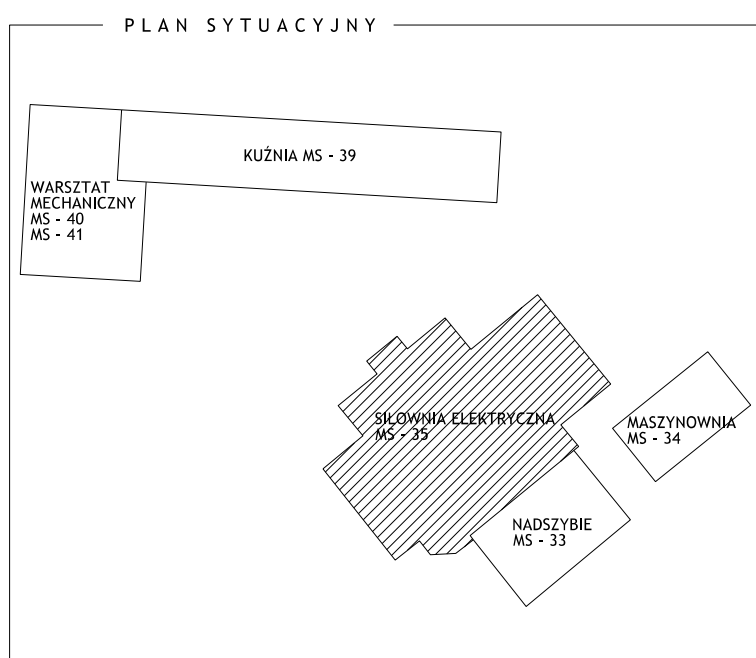 PLAN SYTUACYJNY
KUŹNIA MS - 39
WARSZTAT
MECHANICZNY
MS - 40
MS - 41
SIŁOWNIA ELEKTRYCZNA
MS - 35
MASZYNOWNIA
MS - 34
NADSZYBIE
MS - 33